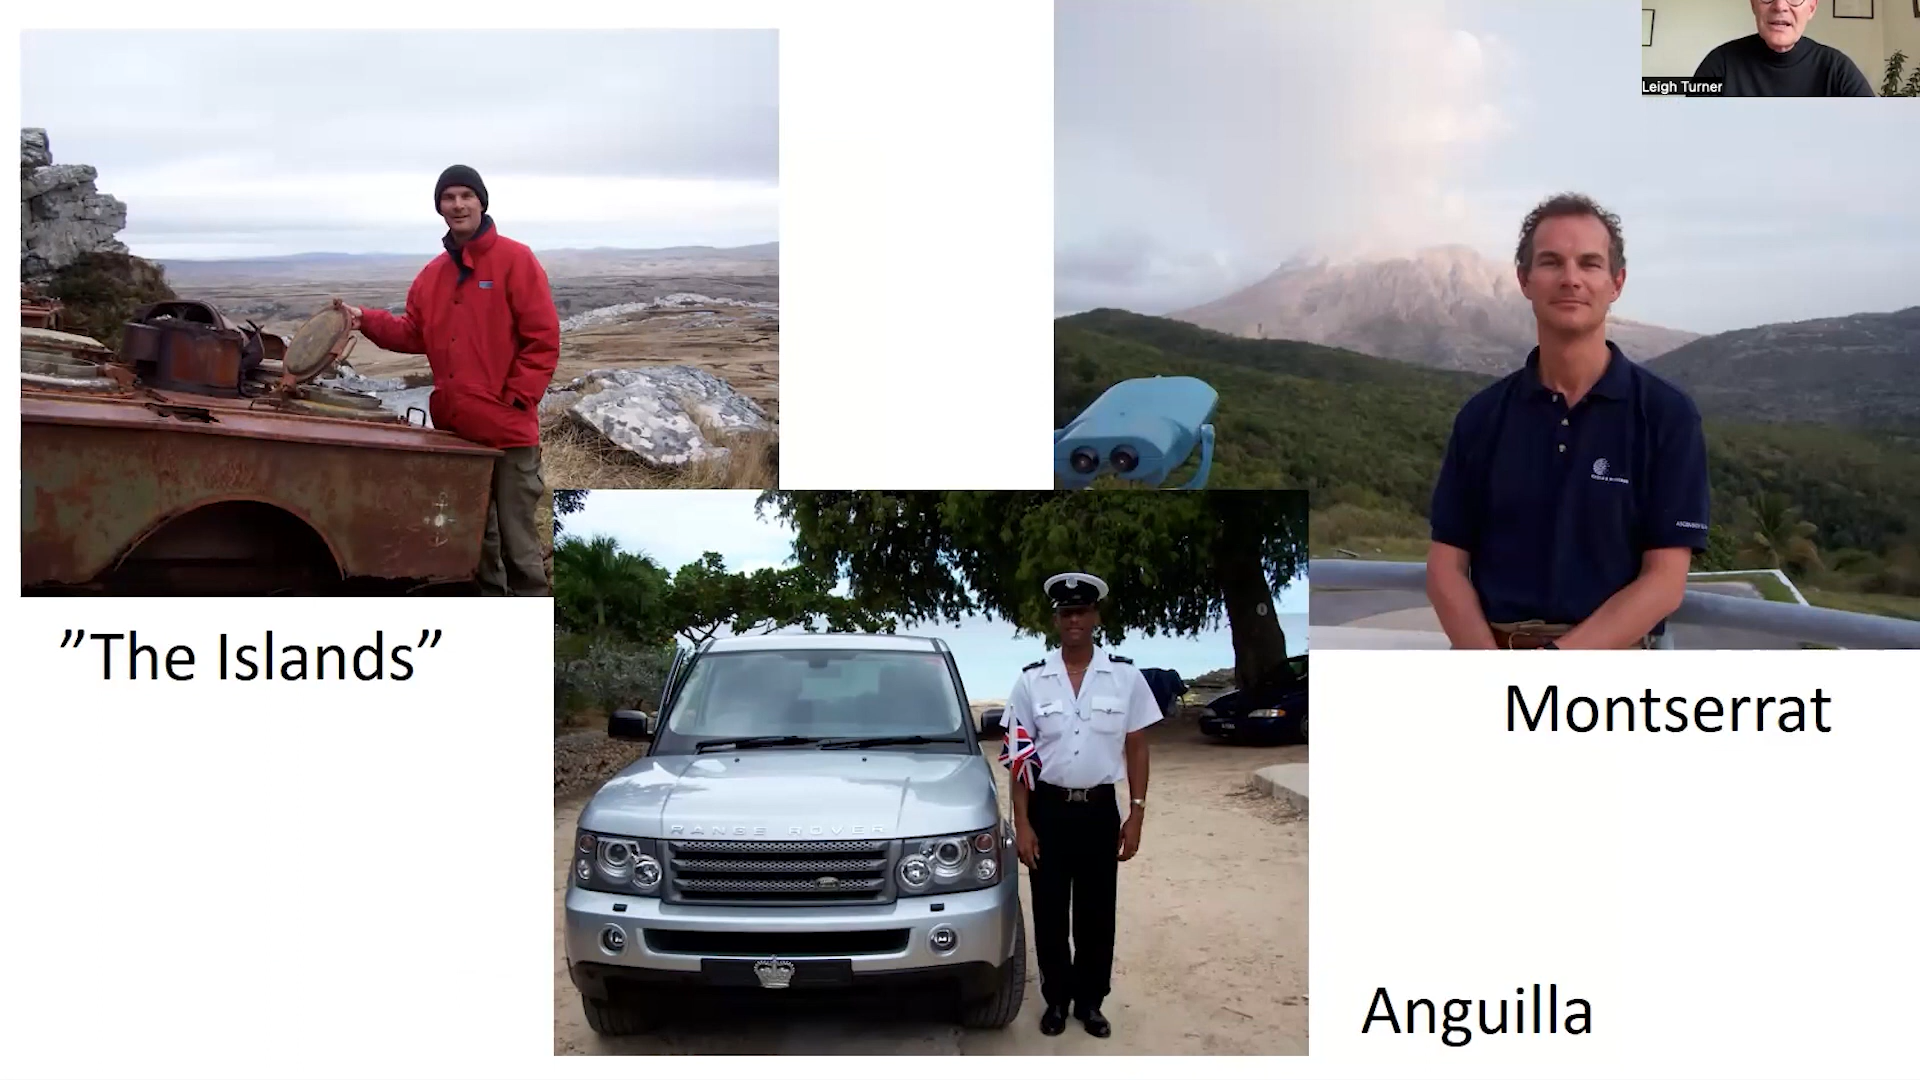 Leigh Turner
”The Islands”
Montserrat
RANGE ROVER
Anguilla